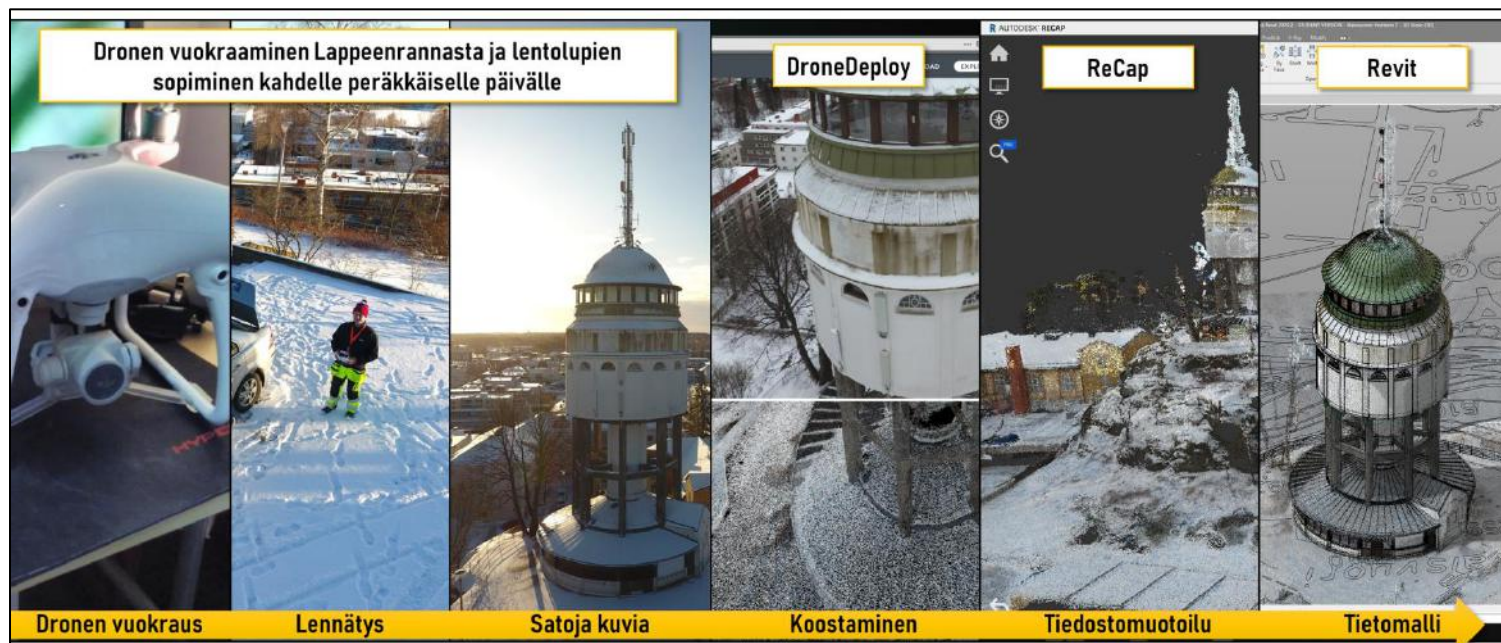 Dronen vuokraaminen Lappeenrannasta ja lentolupien
sopiminen kahdelle peräkkäiselle päivälle
DroneDeploy
AUTODESK® RECAP
ReCap
Revit
Dronen vuokraus
Lennätys
Satoja kuvia
Koostaminen
Tiedostomuotoilu
Tietomalli